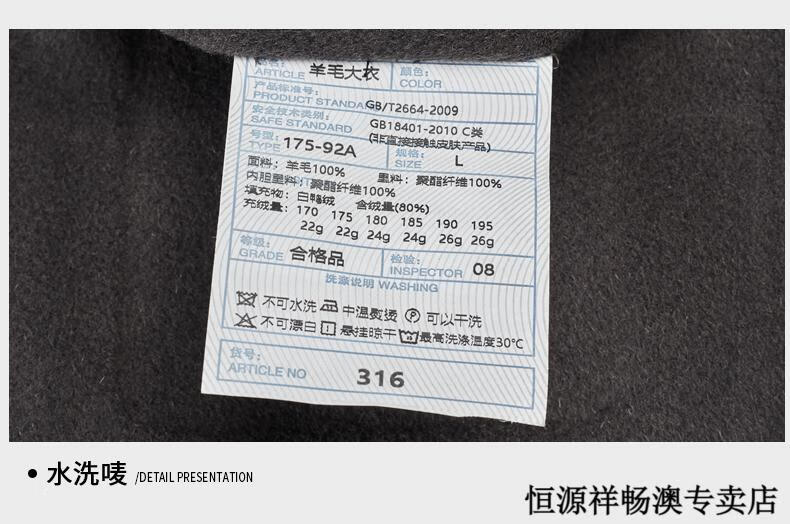 品名: 羊毛大衣 颜色:
ARTICLE COLOR
产品标准号: GB/T2664-2009
PRODUCT STANDARD
安全技术类别: GB18401-2010 C类
SAFE STANDARD (非直接接触皮肤产品)
号型: 175-92A 规格: L
TYPE SIZE
面料: 羊毛100% 里料: 聚酯纤维100%
内胆里料: 聚酯纤维100%
填充物: 白鸭绒 含绒量(80%)
充绒量: 170 175 180 185 190 195
22g 22g 24g 24g 26g 26g
等级: 合格品 检验: 08
GRADE INSPECTOR
洗涤说明 WASHING
不可水洗 中温熨烫 P 可以干洗
不可漂白 悬挂晾干 最高洗涤温度30℃
货号: 316
ARTICLE NO
• 水洗唛 /DETAIL PRESENTATION
恒源祥畅澳专卖店